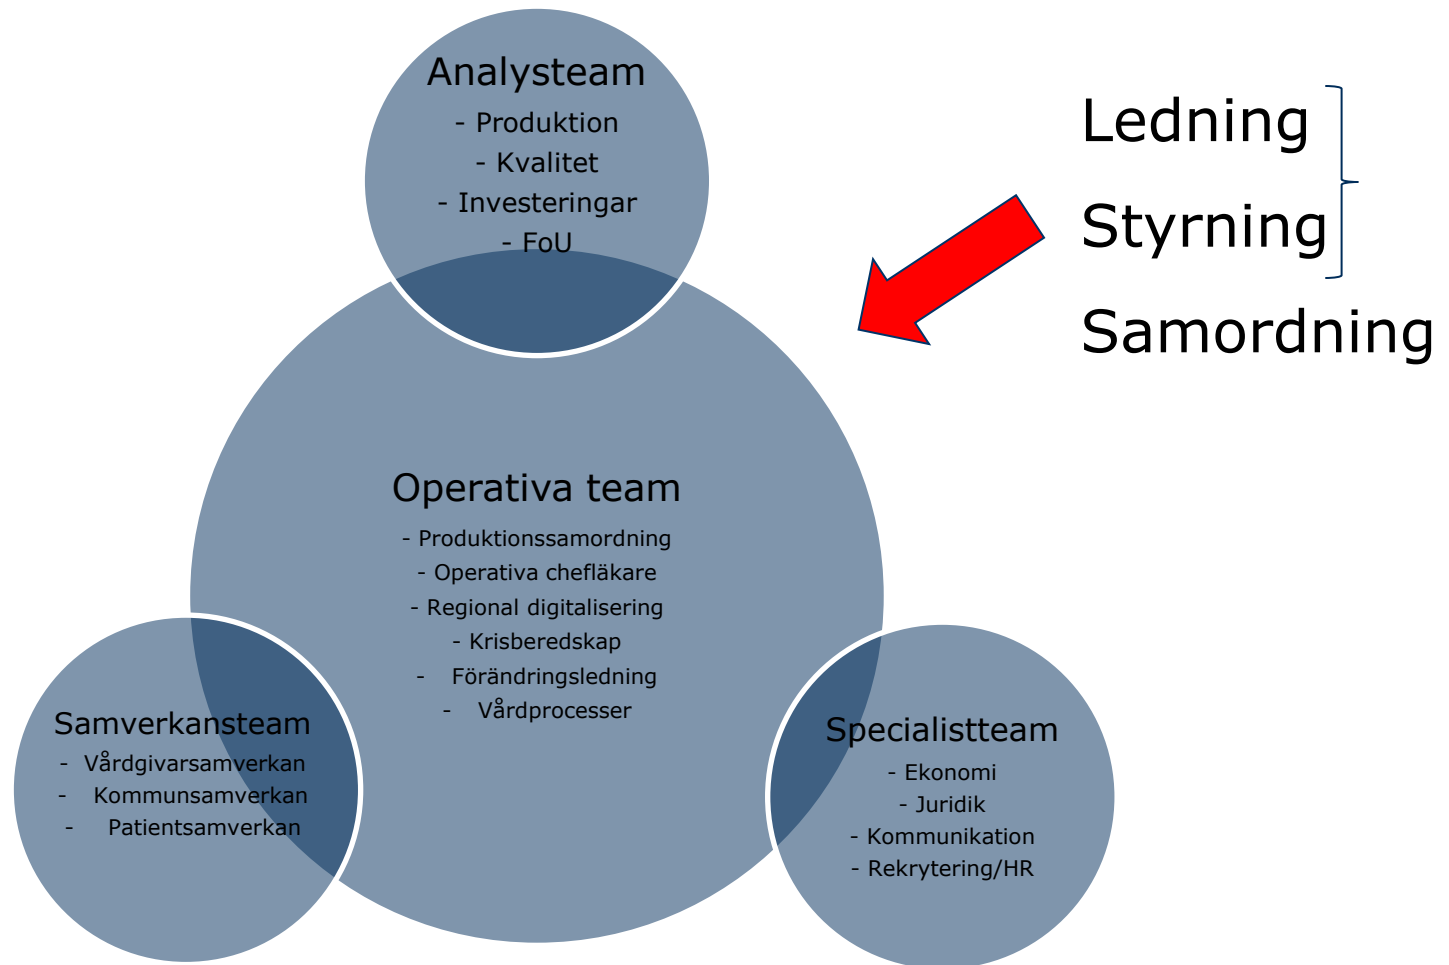 Analysteam
- Produktion
- Kvalitet
- Investeringar
- FoU
Ledning
Styrning
Samordning
Operativa team
- Produktionssamordning
- Operativa chefläkare
- Regional digitalisering
- Krisberedskap
- Förändringsledning
- Vårdprocesser
Samverkansteam
- Vårdgivarsamverkan
- Kommunsamverkan
- Patientsamverkan
Specialistteam
- Ekonomi
- Juridik
- Kommunikation
- Rekrytering/HR